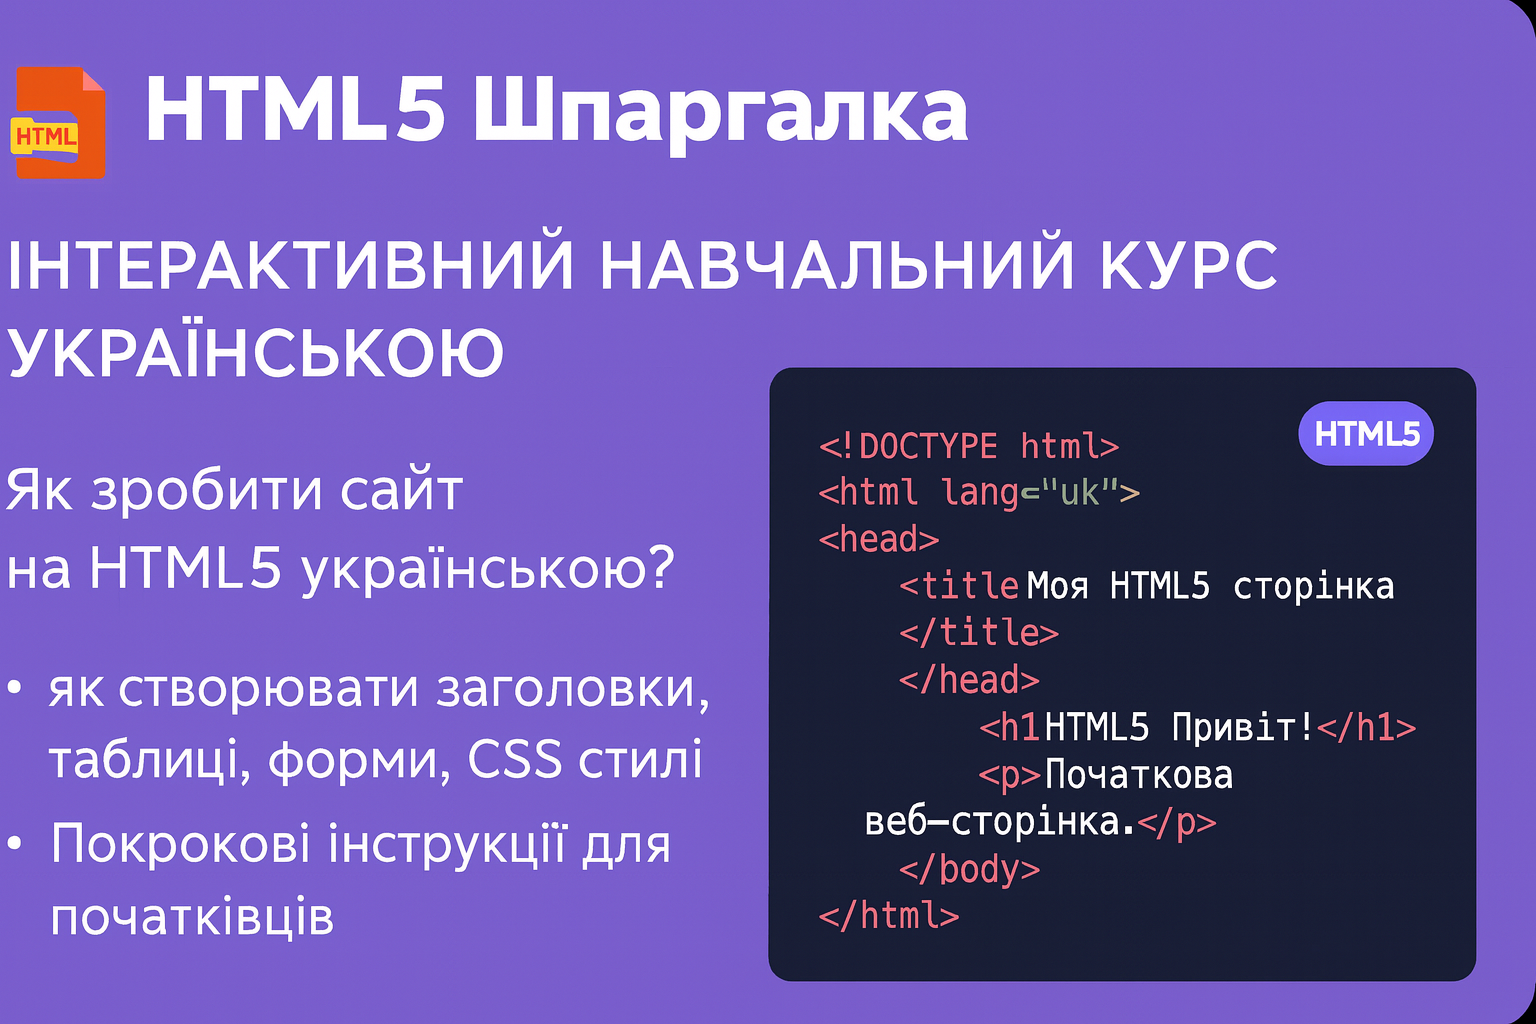 HTML
HTML5 Шпаргалка
ІНТЕРАКТИВНИЙ НАВЧАЛЬНИЙ КУРС
УКРАЇНСЬКОЮ
Як зробити сайт
на HTML5 українською?
• як створювати заголовки,
таблиці, форми, CSS стилі
• Покрокові інструкції для
початківців
HTML5
<!DOCTYPE html>
<html lang="uk">
<head>
<title Моя HTML5 сторінка
</title>
</head>
<h1 HTML5 Привіт!</h1>
<p>Початкова
веб–сторінка.</p>
</body>
</html>